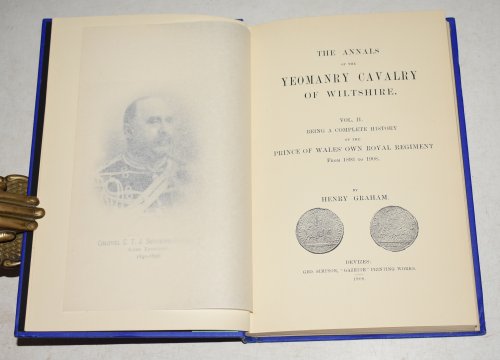 COLONEL C. T. J.
THE ANNALS
OF THE
YEOMANRY CAVALRY
OF WILTSHIRE.
VOL. II.
BEING A COMPLETE HISTORY
OF THE
PRINCE OF WALES' OWN ROYAL REGIMENT
From 1893 to 1908.
BY
HENRY GRAHAM.
DEVIZES:
GEO. SIMPSON, "GAZETTE" PRINTING WORKS.